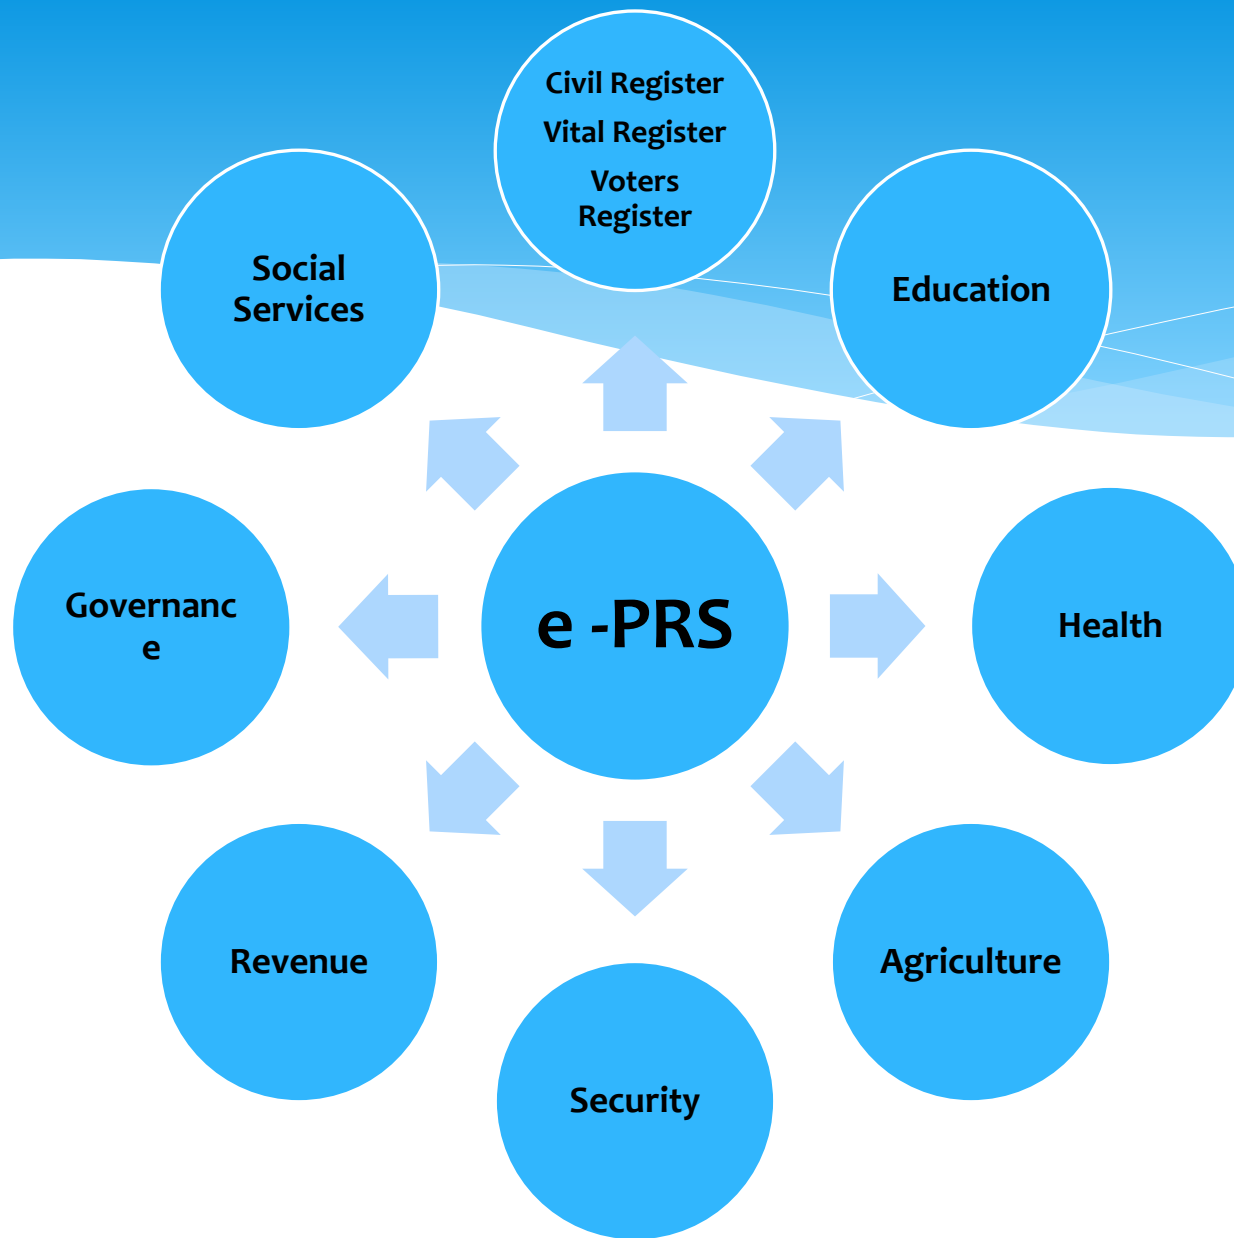 Civil Register
Vital Register
Voters
Register
Social
Services
Education
Governanc
e
e -PRS
Health
Revenue
Agriculture
Security